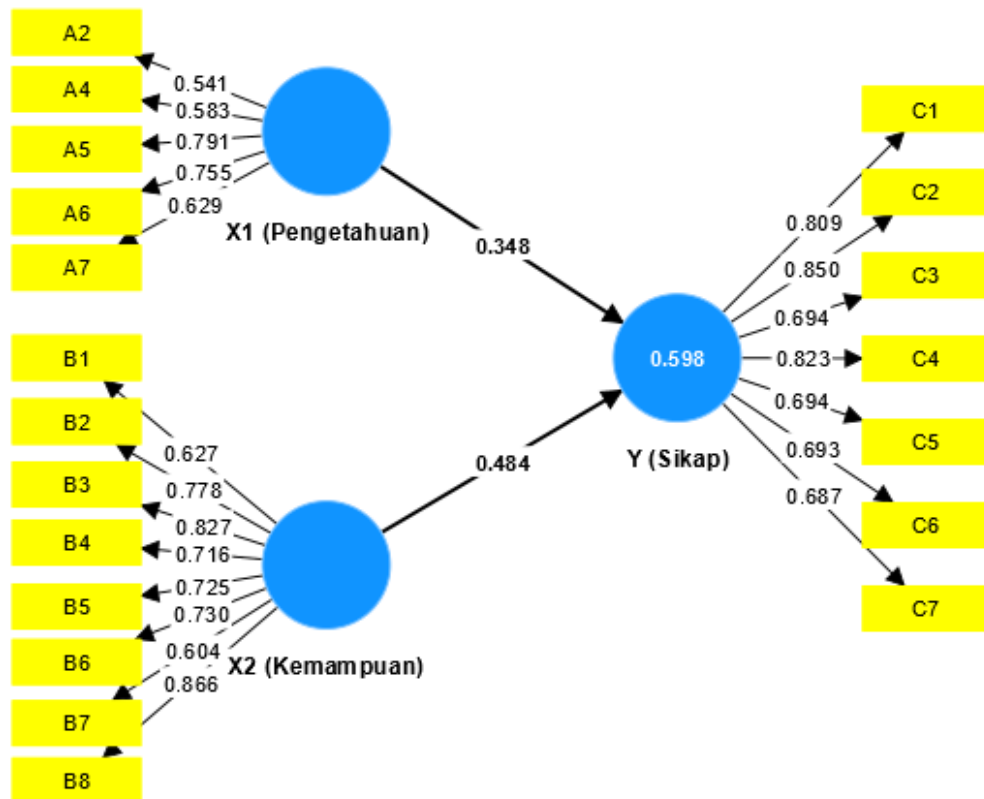 A2
A4
A5
A6
A7
0.541
0.583
0.791
0.755
0.629
X1 (Pengetahuan)
0.348
B1
B2
B3
B4
B5
B6
B7
B8
0.627
0.778
0.827
0.716
0.725
0.730
0.604
0.866
X2 (Kemampuan)
0.484
0.598
Y (Sikap)
0.809
0.850
0.694
0.823
0.694
0.693
0.687
C1
C2
C3
C4
C5
C6
C7